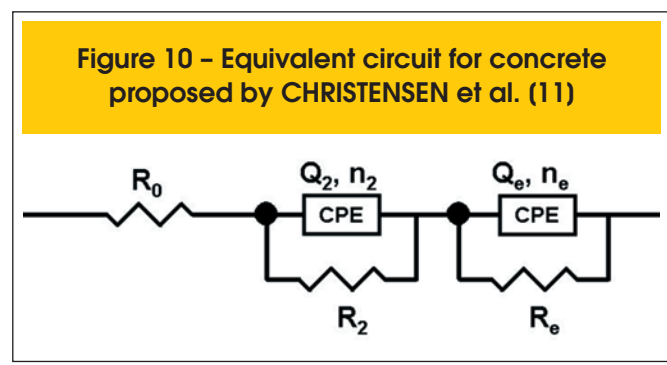 Figure 10 – Equivalent circuit for concrete
proposed by CHRISTENSEN et al. (11)
R₀
Q₂, n₂
Qₑ, nₑ
CPE
CPE
R₂
Rₑ